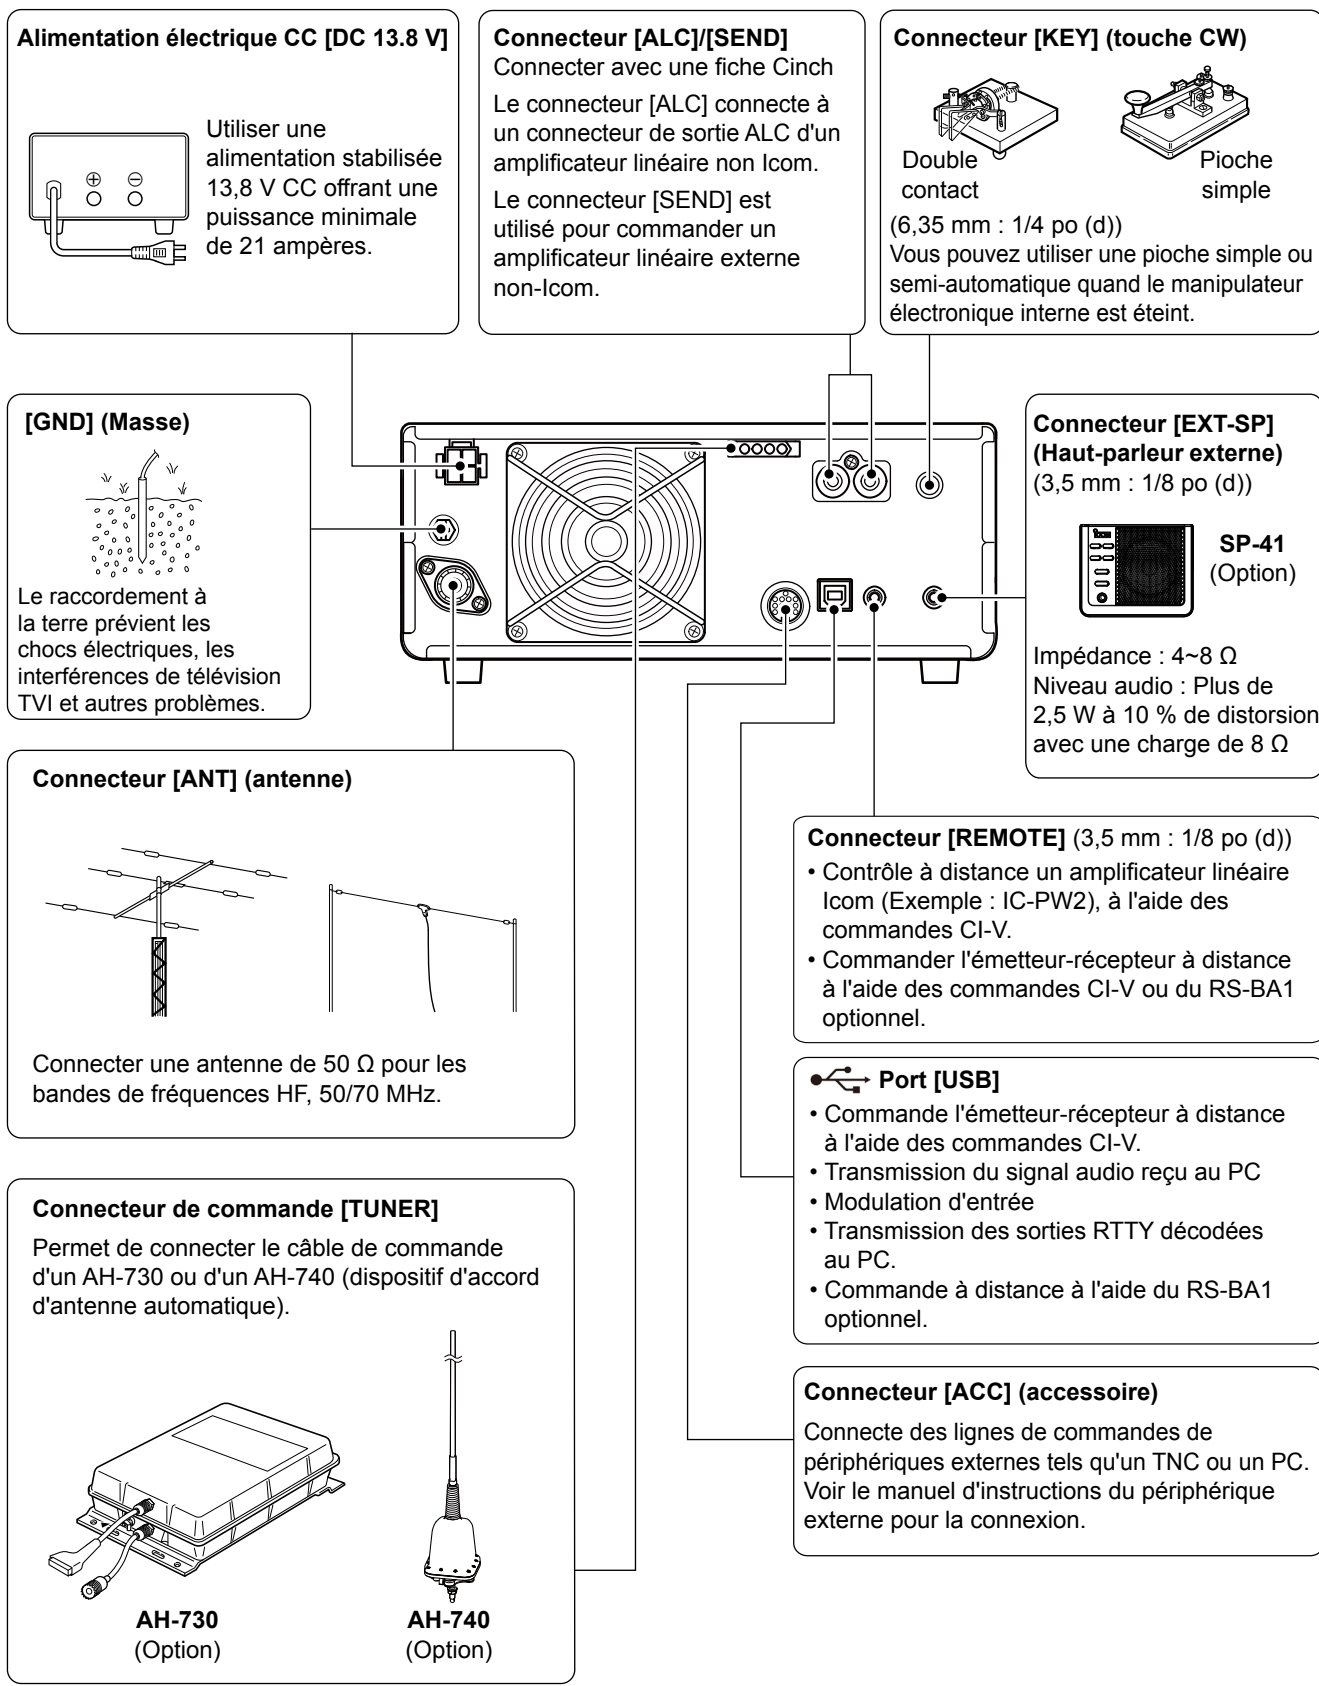 Alimentation électrique CC [DC 13.8 V]
Utiliser une
alimentation stabilisée
13,8 V CC offrant une
puissance minimale
de 21 ampères.
Connecteur [ALC]/[SEND]
Connecter avec une fiche Cinch
Le connecteur [ALC] connecte à
un connecteur de sortie ALC d'un
amplificateur linéaire non Icom.
Le connecteur [SEND] est
utilisé pour commander un
amplificateur linéaire externe
non-Icom.
Connecteur [KEY] (touche CW)
Double
contact
Pioche
simple
(6,35 mm : 1/4 po (d))
Vous pouvez utiliser une pioche simple ou
semi-automatique quand le manipulateur
électronique interne est éteint.
[GND] (Masse)
Le raccordement à
la terre prévient les
chocs électriques, les
interférences de télévision
TVI et autres problèmes.
Connecteur [EXT-SP]
(Haut-parleur externe)
(3,5 mm : 1/8 po (d))
ICOM
SP-41
(Option)
Impédance : 4~8 Ω
Niveau audio : Plus de
2,5 W à 10 % de distorsion
avec une charge de 8 Ω
Connecteur [ANT] (antenne)
Connecter une antenne de 50 Ω pour les
bandes de fréquences HF, 50/70 MHz.
Connecteur [REMOTE] (3,5 mm : 1/8 po (d))
• Contrôle à distance un amplificateur linéaire
Icom (Exemple : IC-PW2), à l'aide des
commandes CI-V.
• Commander l'émetteur-récepteur à distance
à l'aide des commandes CI-V ou du RS-BA1
optionnel.
Port [USB]
• Commande l'émetteur-récepteur à distance
à l'aide des commandes CI-V.
• Transmission du signal audio reçu au PC
• Modulation d'entrée
• Transmission des sorties RTTY décodées
au PC.
• Commande à distance à l'aide du RS-BA1
optionnel.
Connecteur de commande [TUNER]
Permet de connecter le câble de commande
d'un AH-730 ou d'un AH-740 (dispositif d'accord
d'antenne automatique).
AH-730
(Option)
AH-740
(Option)
Connecteur [ACC] (accessoire)
Connecte des lignes de commandes de
périphériques externes tels qu'un TNC ou un PC.
Voir le manuel d'instructions du périphérique
externe pour la connexion.